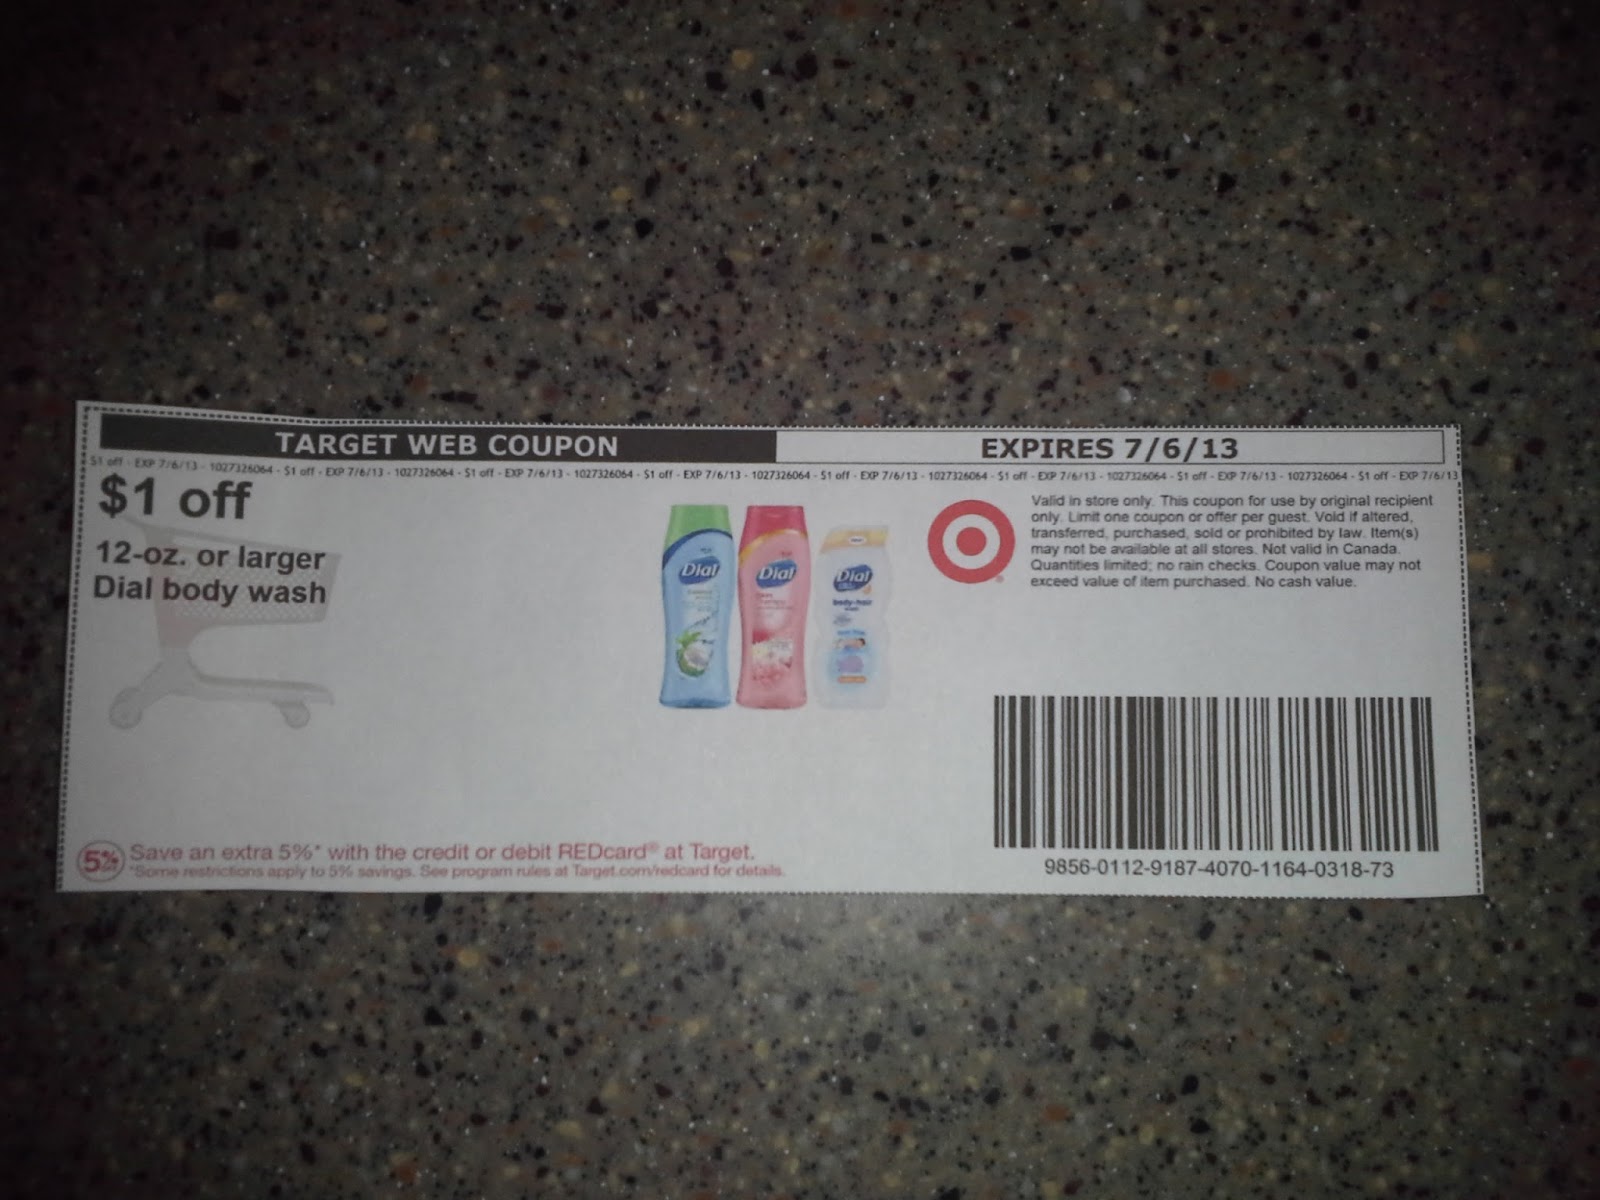 TARGET WEB COUPON
EXPIRES 7/6/13
$1 off - EXP 7/6/13 - 1027326064 - $1 off - EXP 7/6/13 - 1027326064 - $1 off - EXP 7/6/13 - 1027326064 - $1 off - EXP 7/6/13 - 1027326064 - $1 off - EXP 7/6/13 - 1027326064 - $1 off - EXP 7/6/13 - 1027326064 - $1 off - EXP 7/6/13 - 1027326064 - $1 off - EXP 7/6/13
$1 off
12-oz. or larger
Dial body wash
Dial
Dial
Dial
body+hair
Valid in store only. This coupon for use by original recipient
only. Limit one coupon or offer per guest. Void if altered,
transferred, purchased, sold or prohibited by law. Item(s)
may not be available at all stores. Not valid in Canada.
Quantities limited; no rain checks. Coupon value may not
exceed value of item purchased. No cash value.
9856-0112-9187-4070-1164-0318-73
5%
Save an extra 5%* with the credit or debit REDcard® at Target.
*Some restrictions apply to 5% savings. See program rules at Target.com/redcard for details.